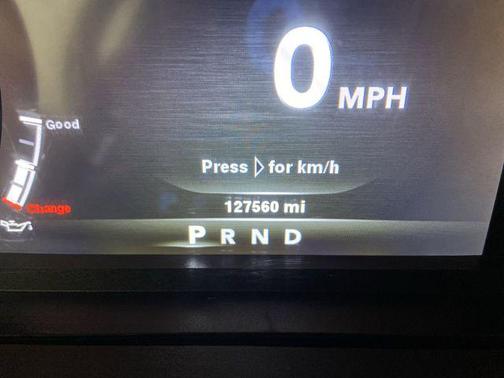 0 MPH
Good
Press ▷ for km/h
Change
127560 mi
P R N D